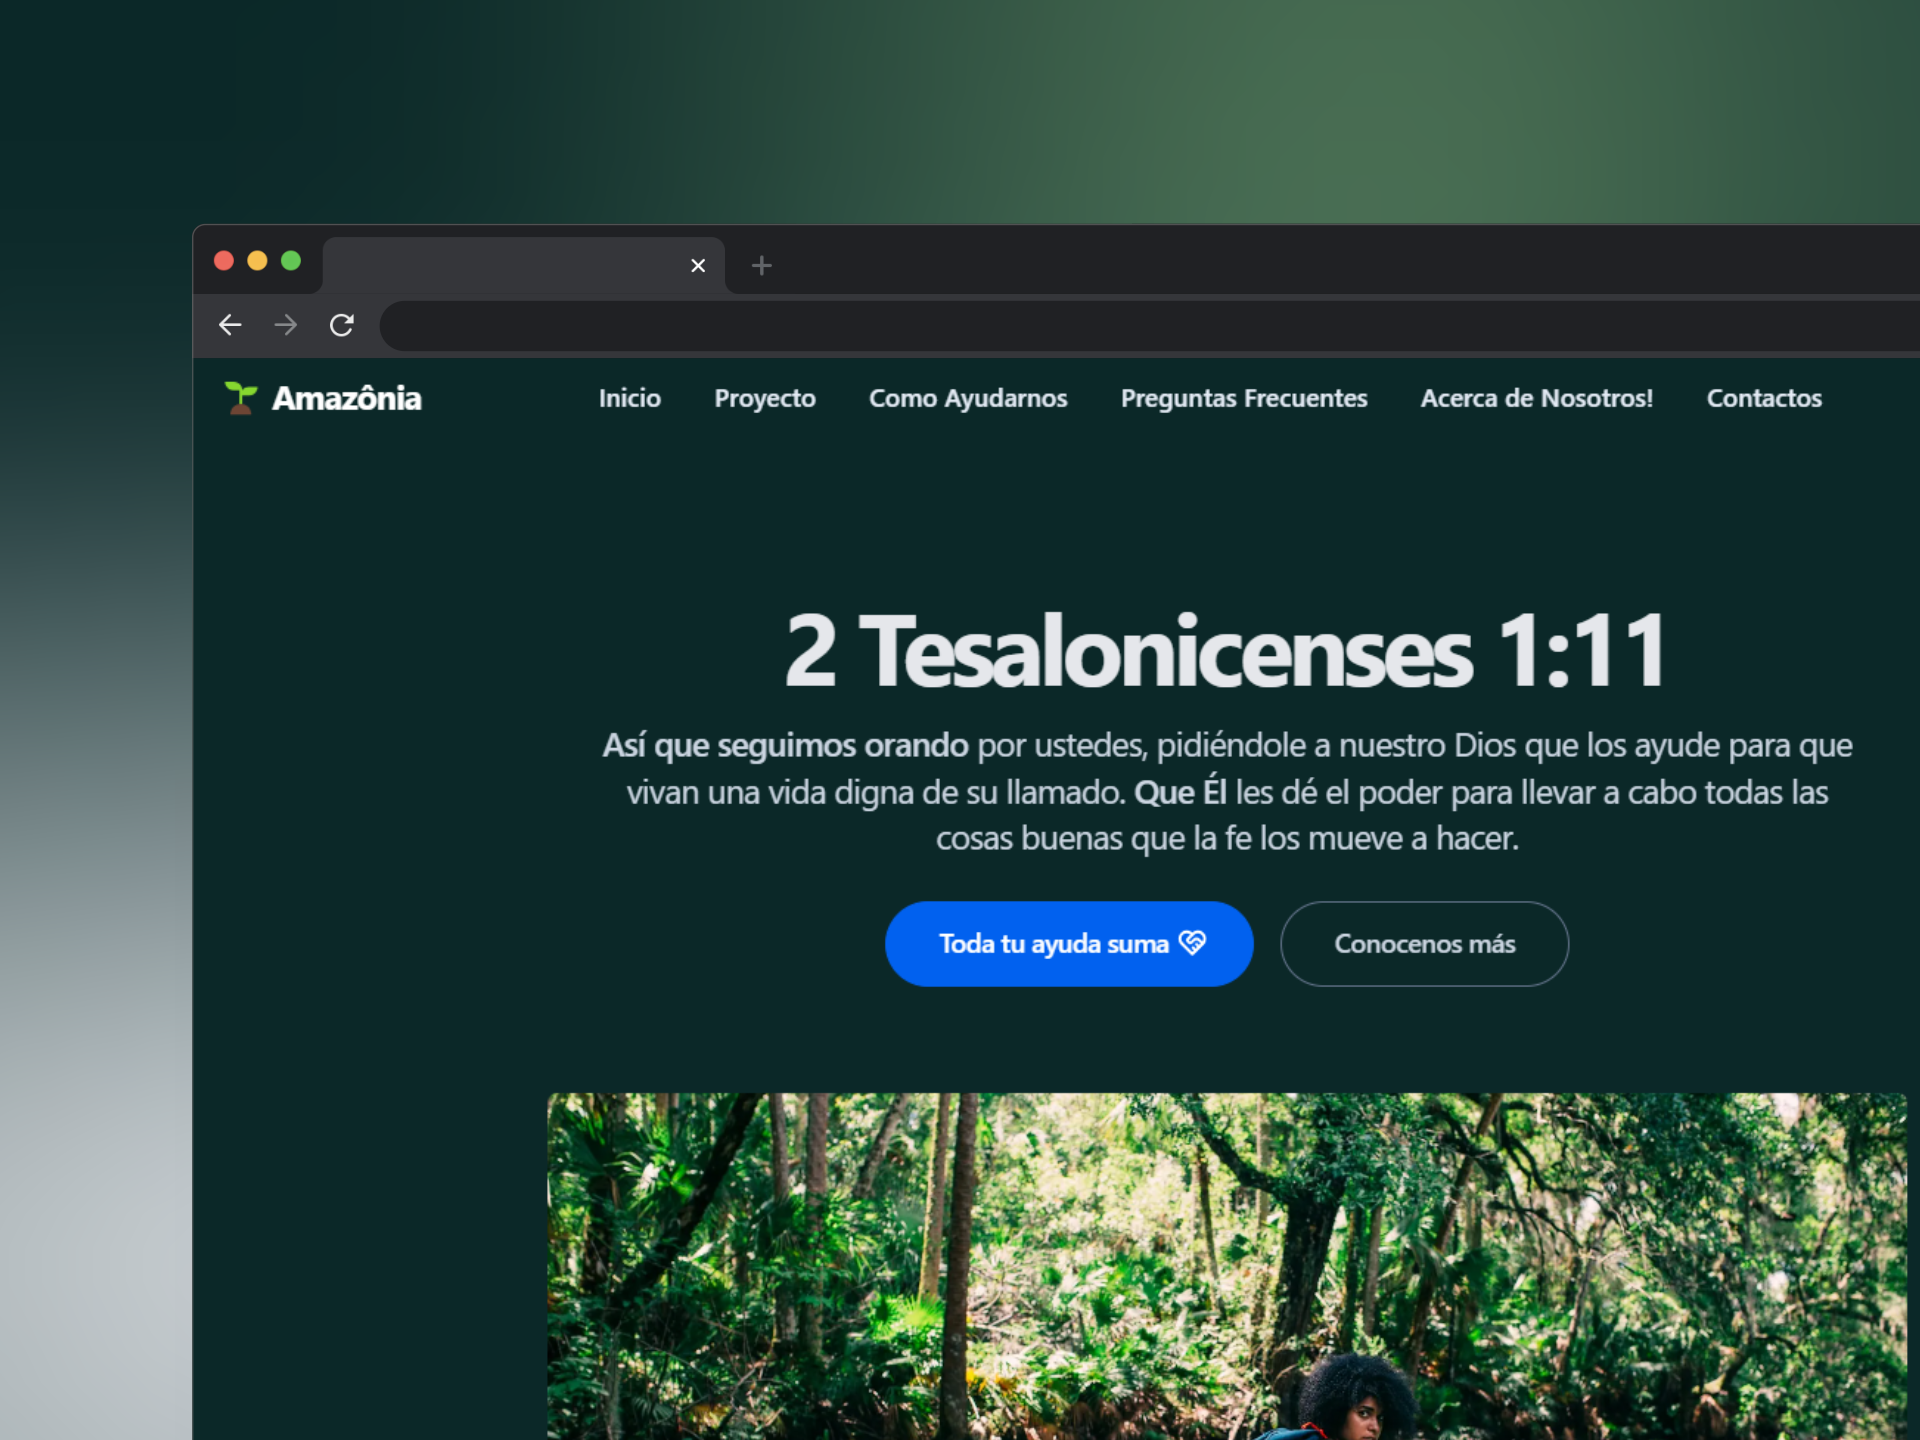 Amazônia
Inicio Proyecto Como Ayudarnos Preguntas Frecuentes Acerca de Nosotros! Contactos
2 Tesalonicenses 1:11
Así que seguimos orando por ustedes, pidiéndole a nuestro Dios que los ayude para que
vivan una vida digna de su llamado. Que Él les dé el poder para llevar a cabo todas las
cosas buenas que la fe los mueve a hacer.
Toda tu ayuda suma
Conocenos más